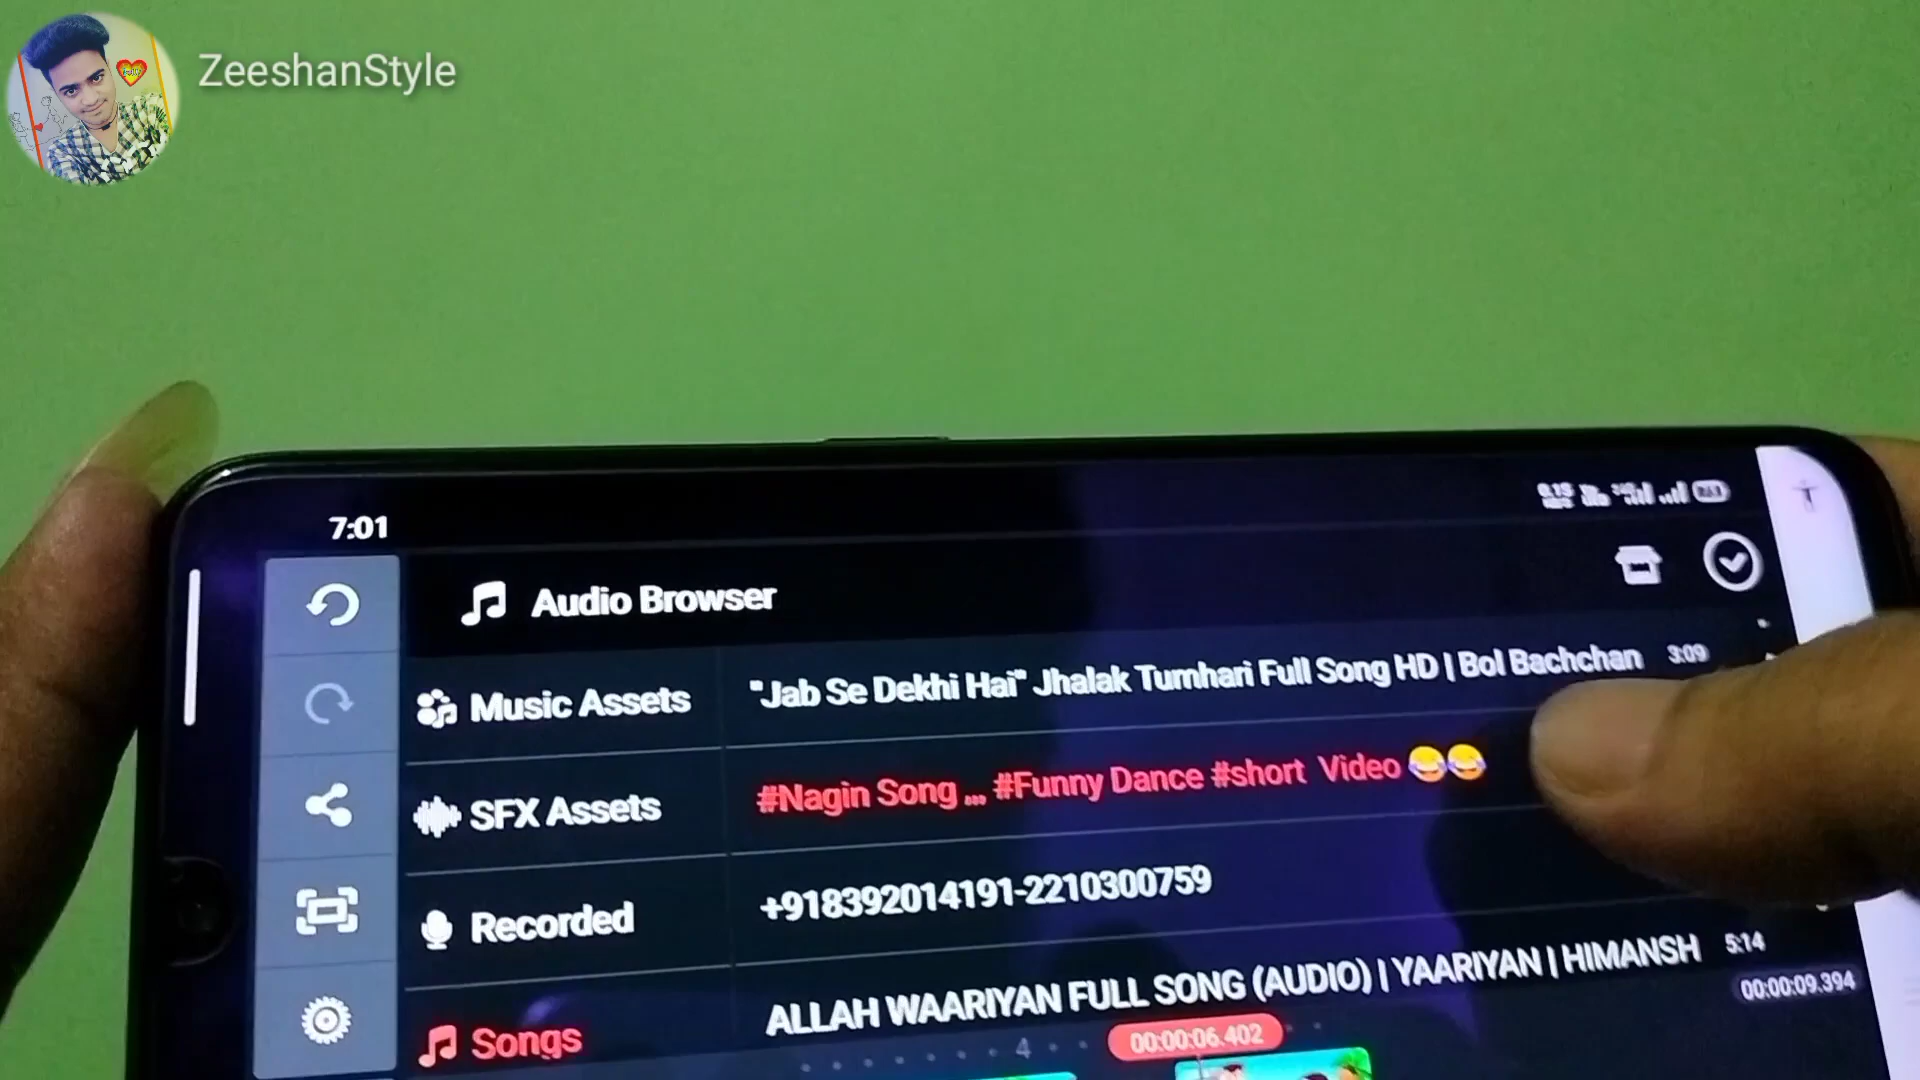 ZeeshanStyle
7:01
Audio Browser
Music Assets
"Jab Se Dekhi Hai" Jhalak Tumhari Full Song HD | Bol Bachchan 3:09
SFX Assets
#Nagin Song ,,, #Funny Dance #short Video 😂😂
Recorded
+918392014191-2210300759
Songs
ALLAH WAARIYAN FULL SONG (AUDIO) | YAARIYAN | HIMANSH 5:14
00:00:09.394
4
00:00:06.402